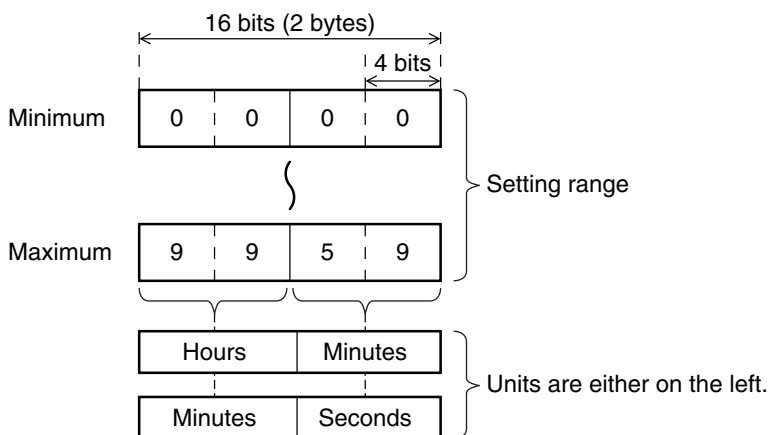 16 bits (2 bytes)
4 bits
Minimum 0 0 0 0
Setting range
Maximum 9 9 5 9
Hours Minutes
Units are either on the left.
Minutes Seconds